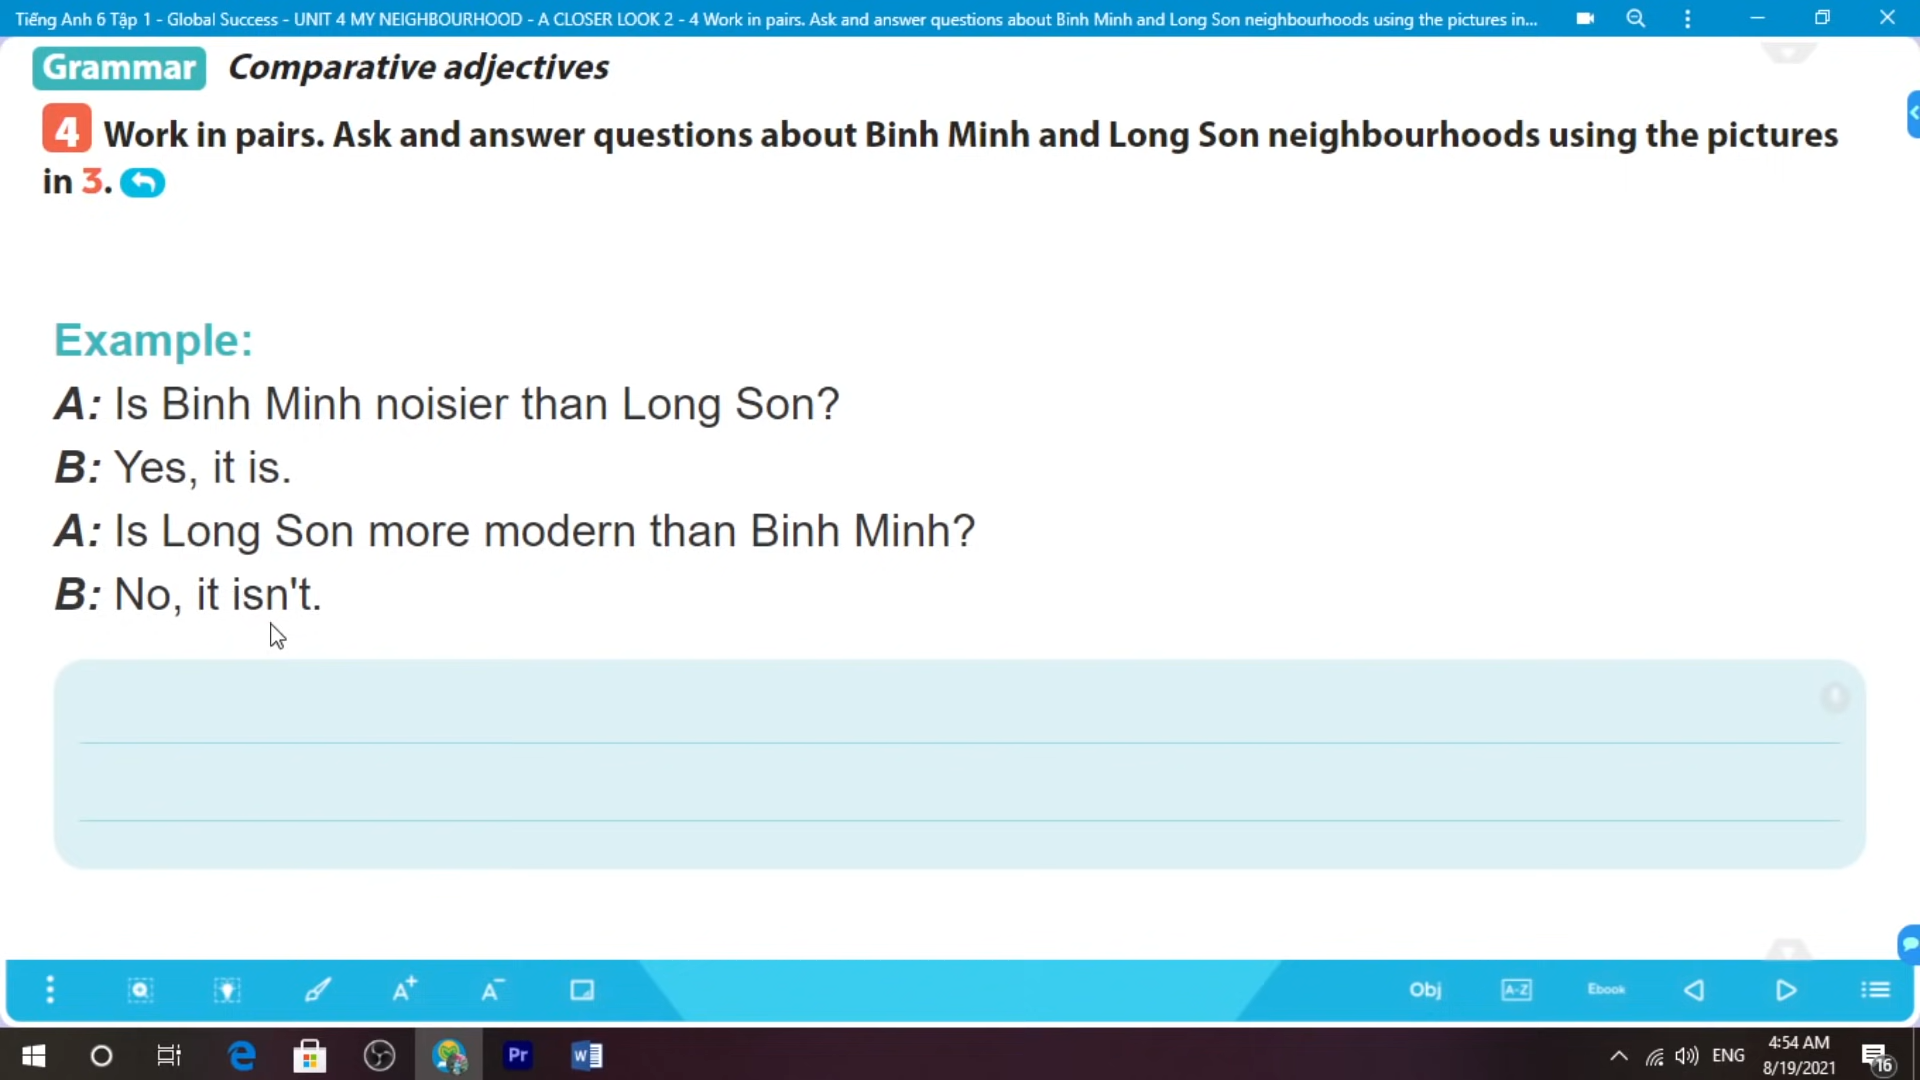 Tiếng Anh 6 Tập 1 - Global Success - UNIT 4 MY NEIGHBOURHOOD - A CLOSER LOOK 2 - 4 Work in pairs. Ask and answer questions about Binh Minh and Long Son neighbourhoods using the pictures in...
Grammar Comparative adjectives
4 Work in pairs. Ask and answer questions about Binh Minh and Long Son neighbourhoods using the pictures
in 3.
Example:
A: Is Binh Minh noisier than Long Son?
B: Yes, it is.
A: Is Long Son more modern than Binh Minh?
B: No, it isn't.
A+ A- Obj A-Z Ebook
Pr W ENG 4:54 AM
8/19/2021 16